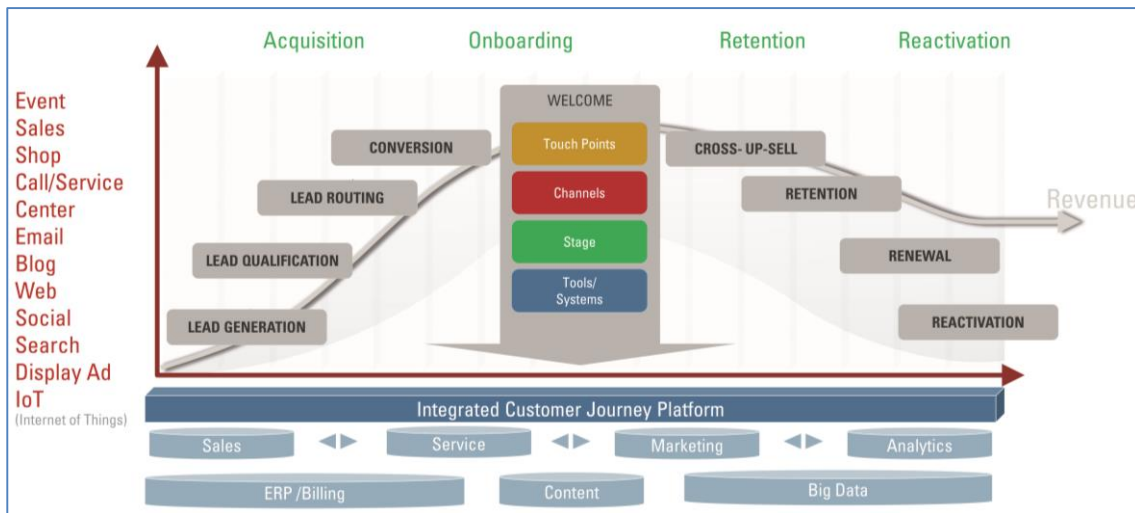 Acquisition
Onboarding
Retention
Reactivation
Event
Sales
Shop
Call/Service
Center
Email
Blog
Web
Social
Search
Display Ad
IoT
(Internet of Things)
WELCOME
Touch Points
Channels
Stage
Tools/
Systems
CONVERSION
LEAD ROUTING
LEAD QUALIFICATION
LEAD GENERATION
CROSS- UP-SELL
RETENTION
RENEWAL
REACTIVATION
Revenue
Integrated Customer Journey Platform
Sales
Service
Marketing
Analytics
ERP /Billing
Content
Big Data